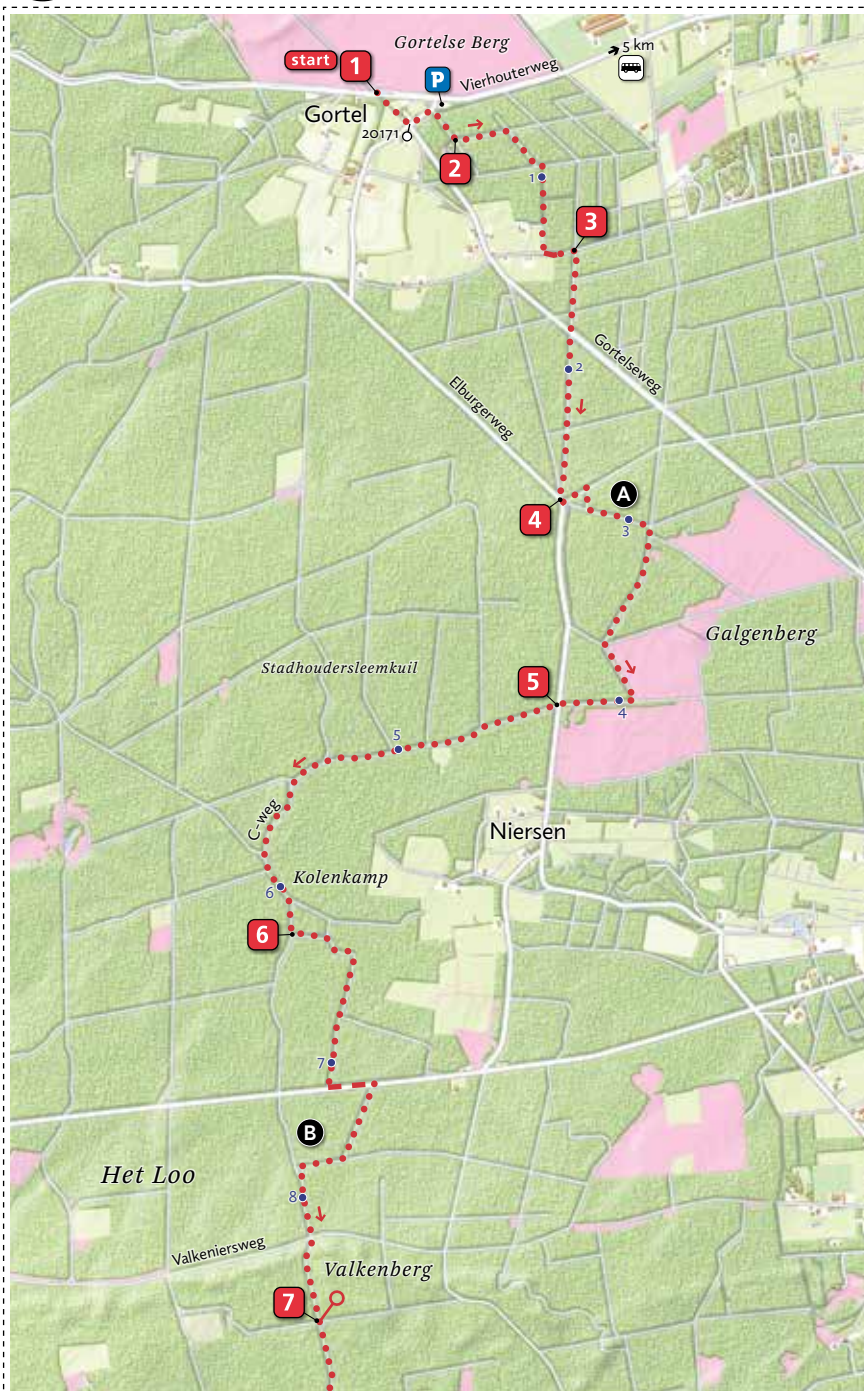 Gortelse Berg
5 km
start
1
P
Vierhouterweg
Gortel
20171
2
1
3
Gortelseweg
2
Elburgerweg
A
4
3
Galgenberg
Stadhoudersleemkuil
5
4
5
C-weg
Niersen
6
Kolenkamp
6
7
B
Het Loo
8
Valkeniersweg
Valkenberg
7